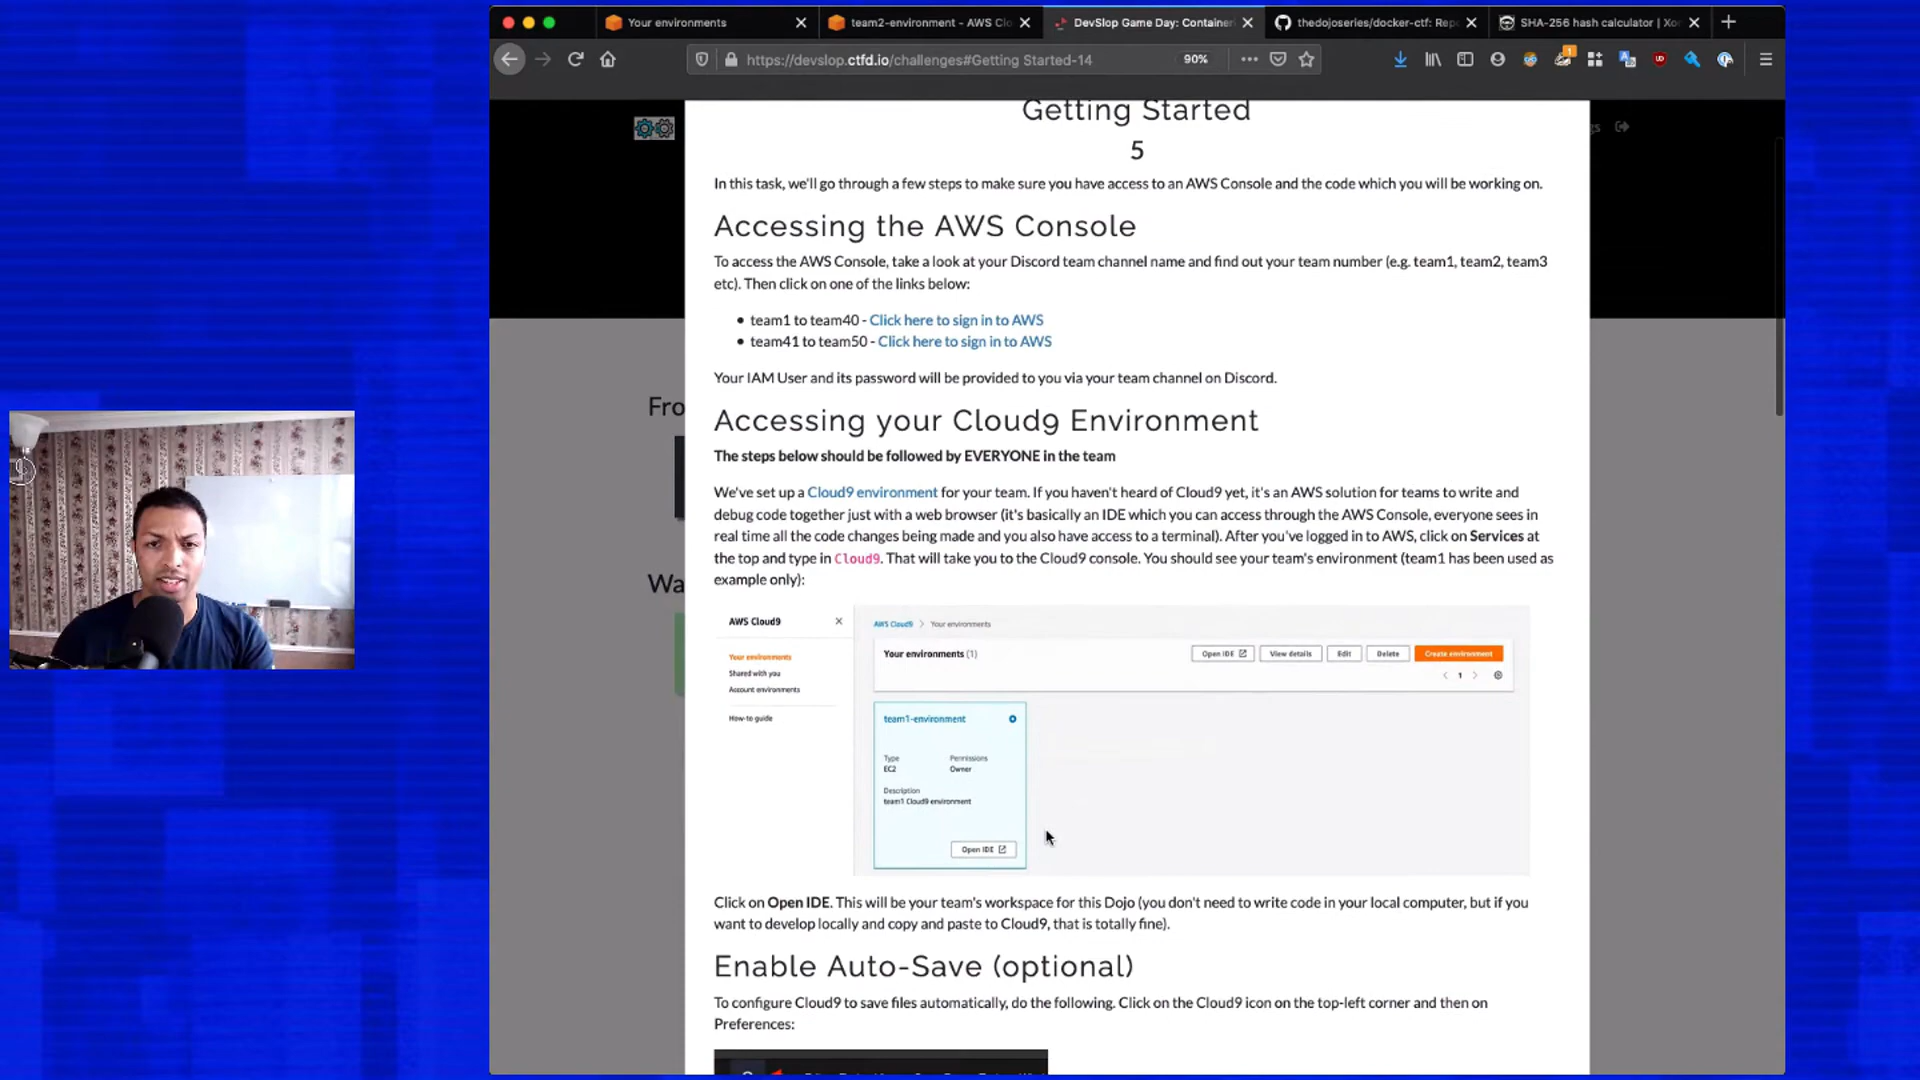 Your environments
team2-environment - AWS Clo
DevSlop Game Day: Container
thedojoseries/docker-ctf: Rep
SHA-256 hash calculator | Xo
https://devslop.ctfd.io/challenges#Getting Started-14
90%
Getting Started
5
In this task, we'll go through a few steps to make sure you have access to an AWS Console and the code which you will be working on.
Accessing the AWS Console
To access the AWS Console, take a look at your Discord team channel name and find out your team number (e.g. team1, team2, team3
etc). Then click on one of the links below:
• team1 to team40 - Click here to sign in to AWS
• team41 to team50 - Click here to sign in to AWS
Your IAM User and its password will be provided to you via your team channel on Discord.
Fro
Accessing your Cloud9 Environment
The steps below should be followed by EVERYONE in the team
We've set up a Cloud9 environment for your team. If you haven't heard of Cloud9 yet, it's an AWS solution for teams to write and
debug code together just with a web browser (it's basically an IDE which you can access through the AWS Console, everyone sees in
real time all the code changes being made and you also have access to a terminal). After you've logged in to AWS, click on Services at
the top and type in Cloud9. That will take you to the Cloud9 console. You should see your team's environment (team1 has been used as
example only):
Wa
AWS Cloud9
Your environments
Shared with you
Account environments
How-to guide
AWS Cloud9 > Your environments
Your environments (1)
Open IDE
View details
Edit
Delete
Create environment
1
team1-environment
Type
EC2
Permissions
Owner
Description
team1 Cloud9 environment
Open IDE
Click on Open IDE. This will be your team's workspace for this Dojo (you don't need to write code in your local computer, but if you
want to develop locally and copy and paste to Cloud9, that is totally fine).
Enable Auto-Save (optional)
To configure Cloud9 to save files automatically, do the following. Click on the Cloud9 icon on the top-left corner and then on
Preferences: